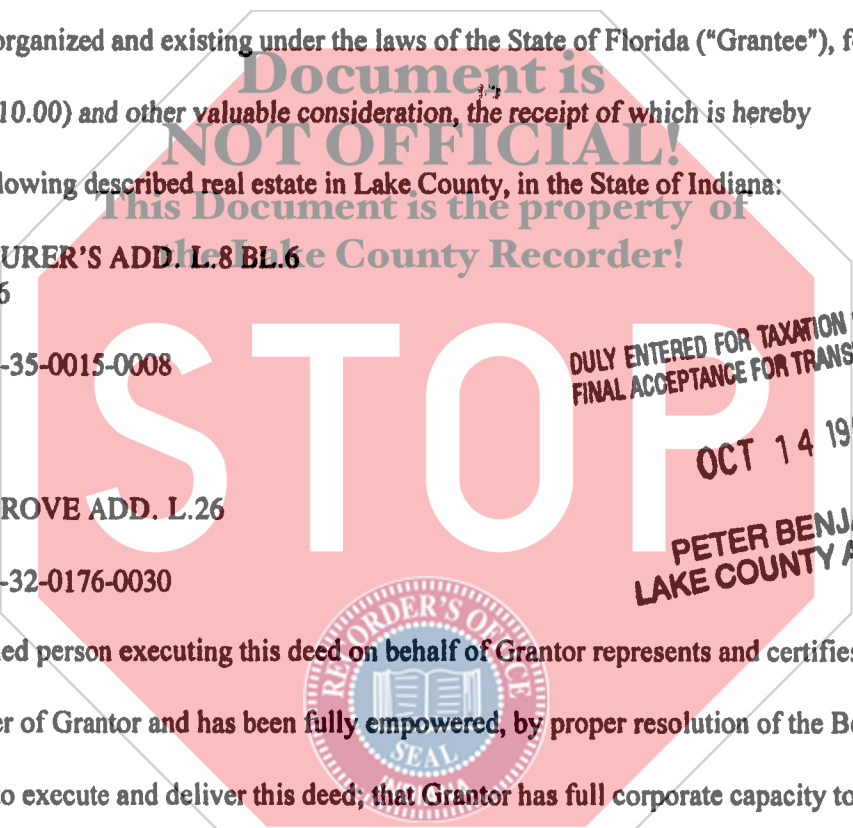 organized and existing under the laws of the State of Florida ("Grantee"), f
Document is
10.00) and other valuable consideration, the receipt of which is hereby
NOT OFFICIAL!
lowing described real estate in Lake County, in the State of Indiana:
This Document is the property of
URER'S ADD. L.8 BL.6
the Lake County Recorder!
6
-35-0015-0008
DULY ENTERED FOR TAXATION
FINAL ACCEPTANCE FOR TRANS
STOP
OCT 14 19
ROVE ADD. L.26
PETER BENJ
LAKE COUNTY A
-32-0176-0030
RECORDER'S OFFICE
ed person executing this deed on behalf of Grantor represents and certifies
er of Grantor and has been fully empowered, by proper resolution of the B
SEAL
INDIANA
o execute and deliver this deed; that Grantor has full corporate capacity to